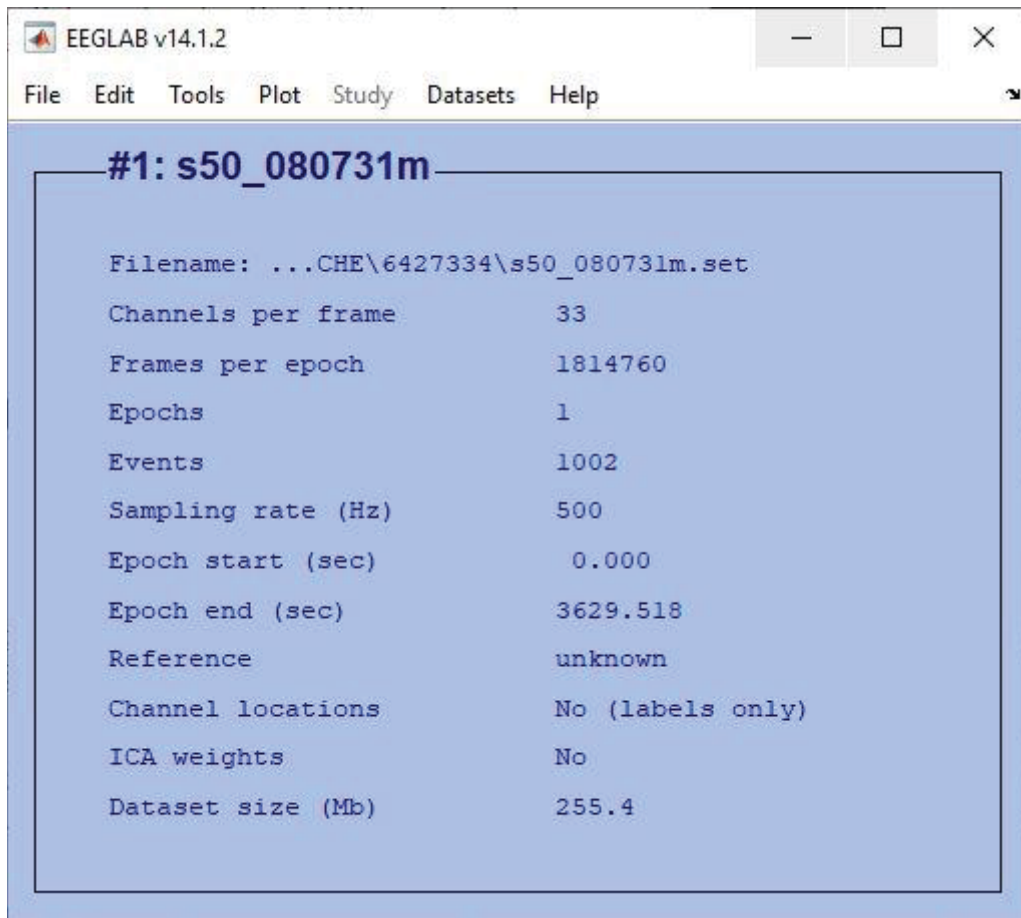 EEGLAB v14.1.2
File Edit Tools Plot Study Datasets Help
#1: s50_080731m
Filename: ...CHE\6427334\s50_080731m.set
Channels per frame 33
Frames per epoch 1814760
Epochs 1
Events 1002
Sampling rate (Hz) 500
Epoch start (sec) 0.000
Epoch end (sec) 3629.518
Reference unknown
Channel locations No (labels only)
ICA weights No
Dataset size (Mb) 255.4